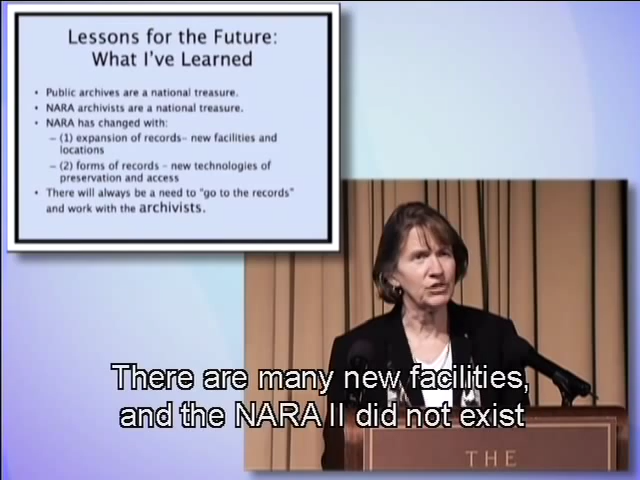 Lessons for the Future:
What I've Learned
• Public archives are a national treasure.
• NARA archivists are a national treasure.
• NARA has changed with:
– (1) expansion of records– new facilities and
locations
– (2) forms of records – new technologies of
preservation and access
• There will always be a need to "go to the records"
and work with the archivists.
There are many new facilities,
and the NARA II did not exist
THE